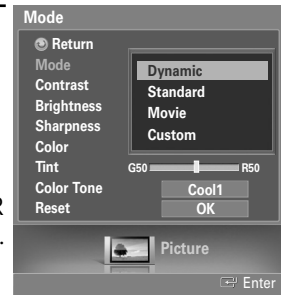 Mode
Return
Mode
Contrast
Brightness
Sharpness
Color
Tint G50 R50
Color Tone Cool1
Reset OK
Dynamic
Standard
Movie
Custom
R
.
Picture
Enter